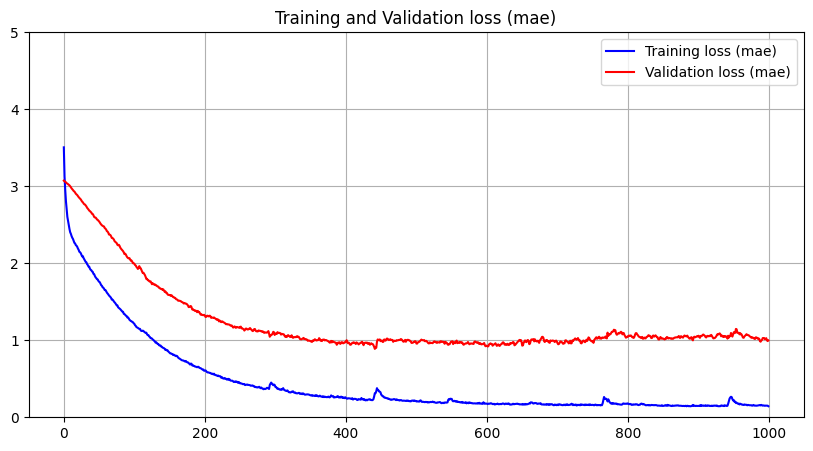 Training and Validation loss (mae)
Training loss (mae)
Validation loss (mae)
5
4
3
2
1
0
0 200 400 600 800 1000